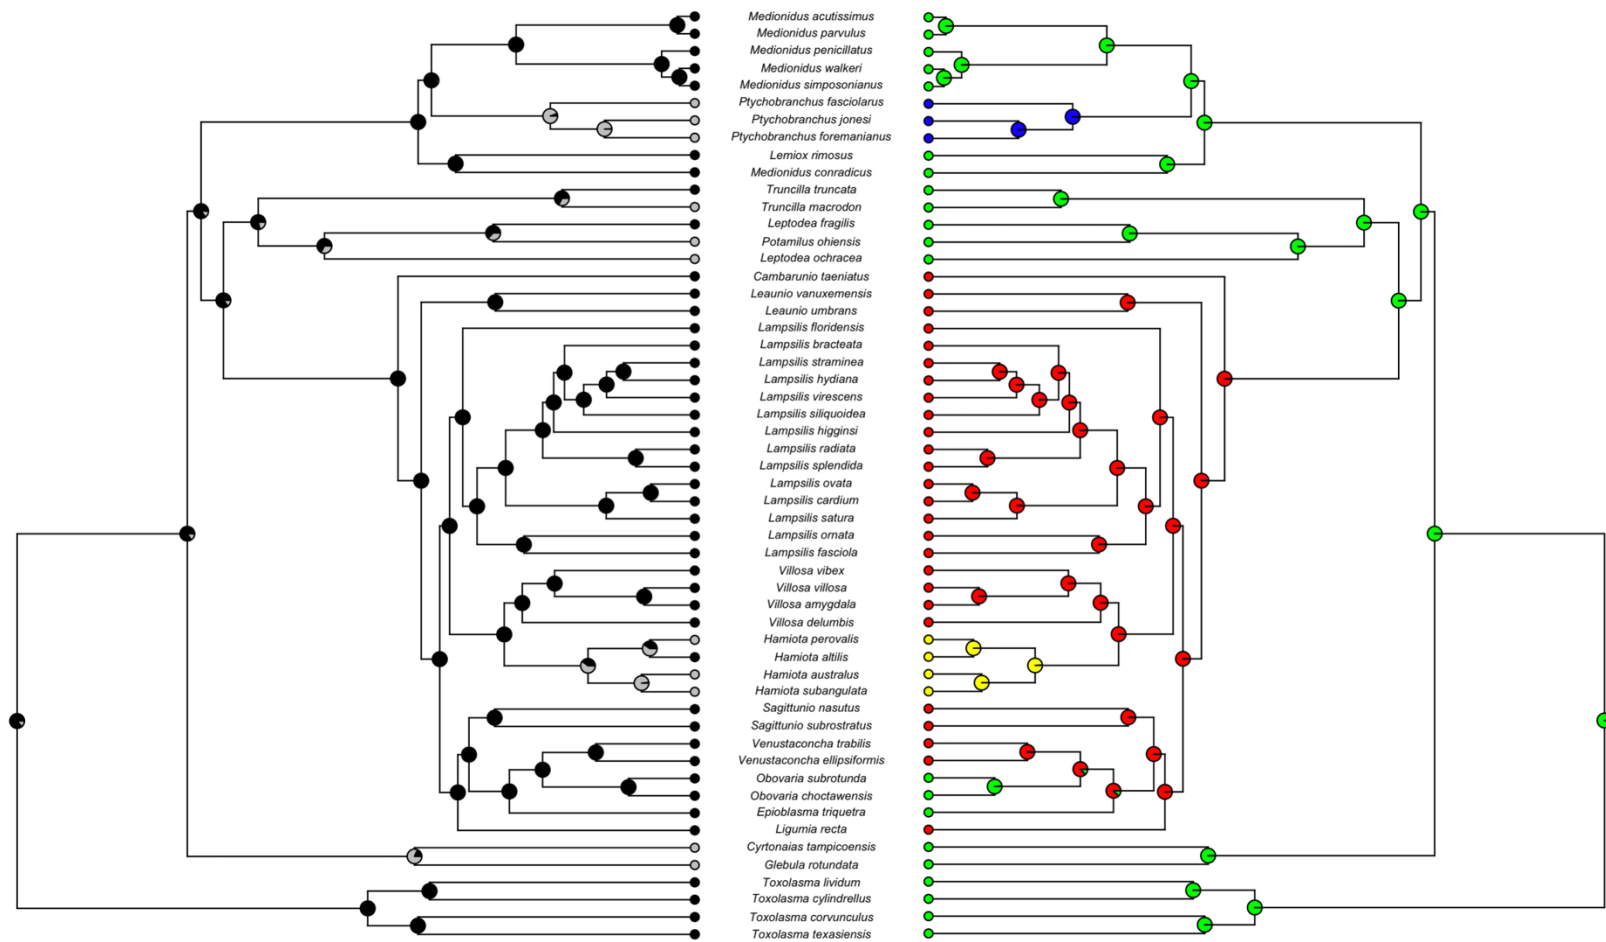 Medionidus acutissimus
Medionidus parvulus
Medionidus penicillatus
Medionidus walkeri
Medionidus simposonianus
Ptychobranchus fasciolarus
Ptychobranchus jonesi
Ptychobranchus foremanianus
Lemiox rimosus
Medionidus conradicus
Truncilla truncata
Truncilla macrodon
Leptodea fragilis
Potamilus ohiensis
Leptodea ochracea
Cambarunio taeniatus
Leaunio vanuxemensis
Leaunio umbrans
Lampsilis floridensis
Lampsilis bracteata
Lampsilis straminea
Lampsilis hydiana
Lampsilis virescens
Lampsilis siliquoidea
Lampsilis higginsi
Lampsilis radiata
Lampsilis splendida
Lampsilis ovata
Lampsilis cardium
Lampsilis satura
Lampsilis ornata
Lampsilis fasciola
Villosa vibex
Villosa villosa
Villosa amygdala
Villosa delumbis
Hamiota perovalis
Hamiota altilis
Hamiota australus
Hamiota subangulata
Sagittunio nasutus
Sagittunio subrostratus
Venustaconcha trabilis
Venustaconcha ellipsiformis
Obovaria subrotunda
Obovaria choctawensis
Epioblasma triquetra
Ligumia recta
Cyrtonaias tampicoensis
Glebula rotundata
Toxolasma lividum
Toxolasma cylindrellus
Toxolasma corvunculus
Toxolasma texasiensis